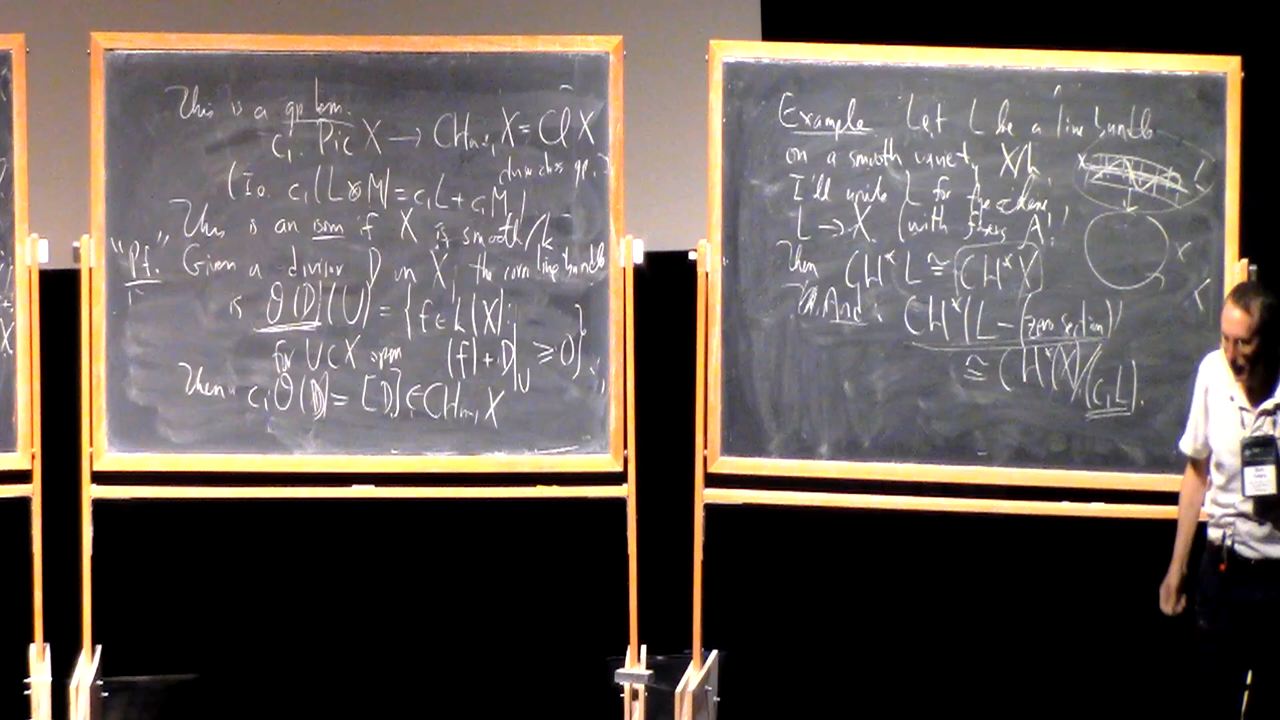 This is a gp hom.
c₁: Pic X → CH_{n-1} X = Cl X
(divisor class gp.)
(I.e. c₁(L⊗M) = c₁L + c₁M.)
This is an isom if X is smooth/k.
"Pf." Given a divisor D on X, the corr. line bundle
is O(D)(U) = {f ∈ k(X):
for U⊂X open (f)+D|_U ≥ 0}.
Then c₁O(D) = [D] ∈ CH_{n-1} X
Example Let L be a line bundle
on a smooth variety X/k
I'll write L for the scheme
L → X. (with fibers A¹)
Then CH*L ≅ CH*X
And CH*(L − (zero section))
≅ CH*(X)/(c₁L).
X
L
X